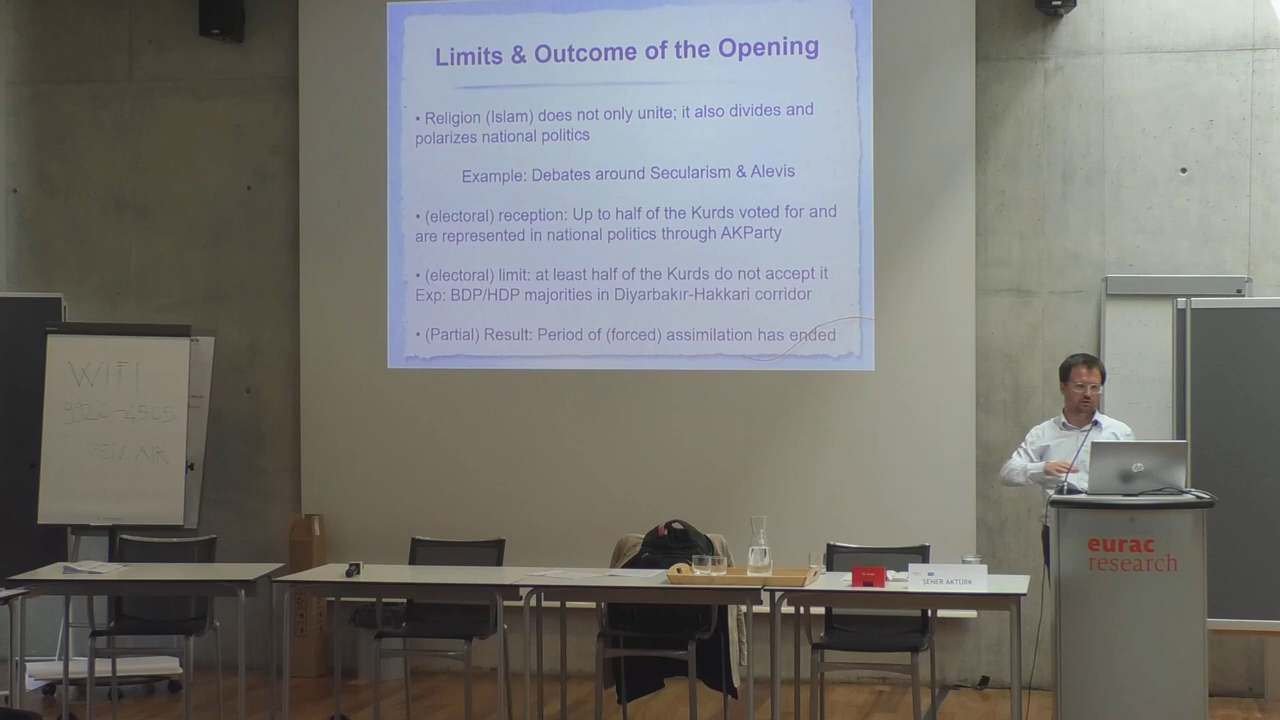 Limits & Outcome of the Opening
• Religion (Islam) does not only unite; it also divides and
polarizes national politics
Example: Debates around Secularism & Alevis
• (electoral) reception: Up to half of the Kurds voted for and
are represented in national politics through AKParty
• (electoral) limit: at least half of the Kurds do not accept it
Exp: BDP/HDP majorities in Diyarbakır-Hakkari corridor
• (Partial) Result: Period of (forced) assimilation has ended
WIFI
hp
eurac
research
ŞENER AKTÜRK